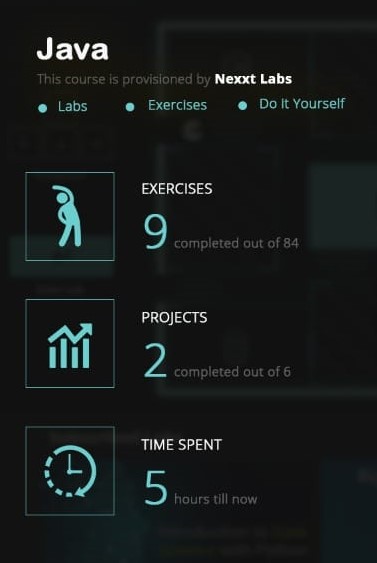 Java
This course is provisioned by Nexxt Labs
Labs Exercises Do It Yourself
EXERCISES
9 completed out of 84
PROJECTS
2 completed out of 6
TIME SPENT
5 hours till now